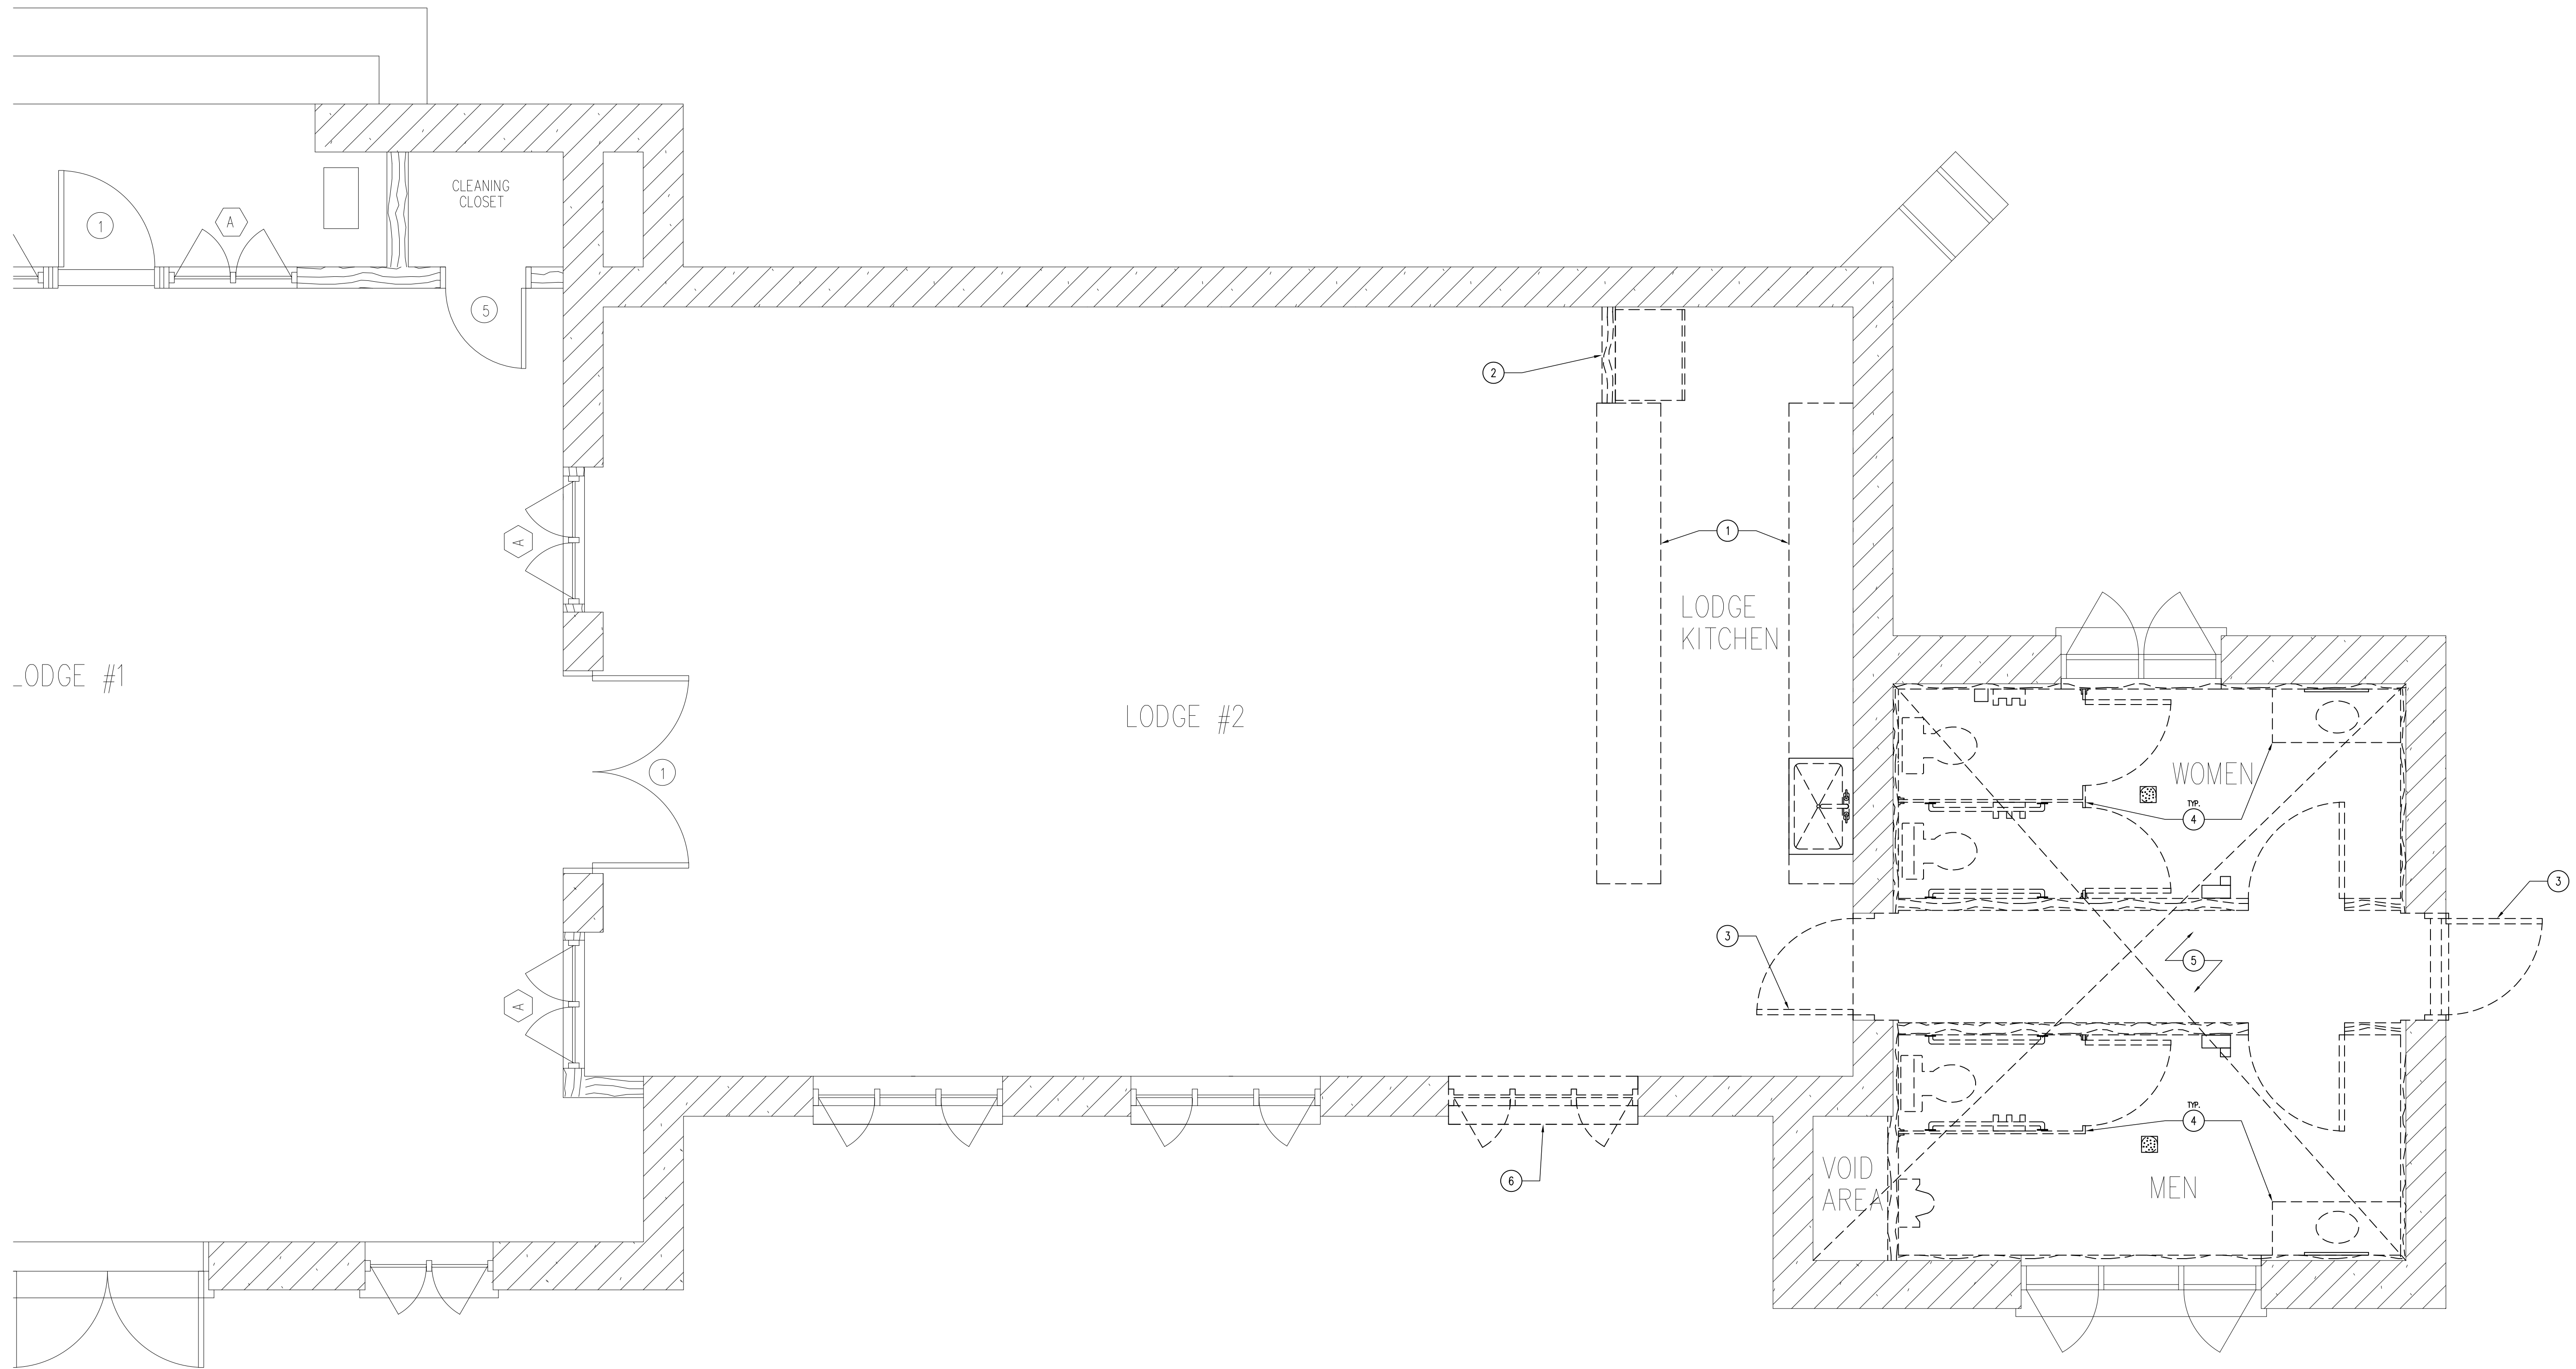 CLEANING
CLOSET
1
A
5
2
A
1
LODGE
KITCHEN
_ODGE #1
LODGE #2
1
WOMEN
TYP.
4
3
3
5
A
TYP.
4
6
VOID
AREA
MEN